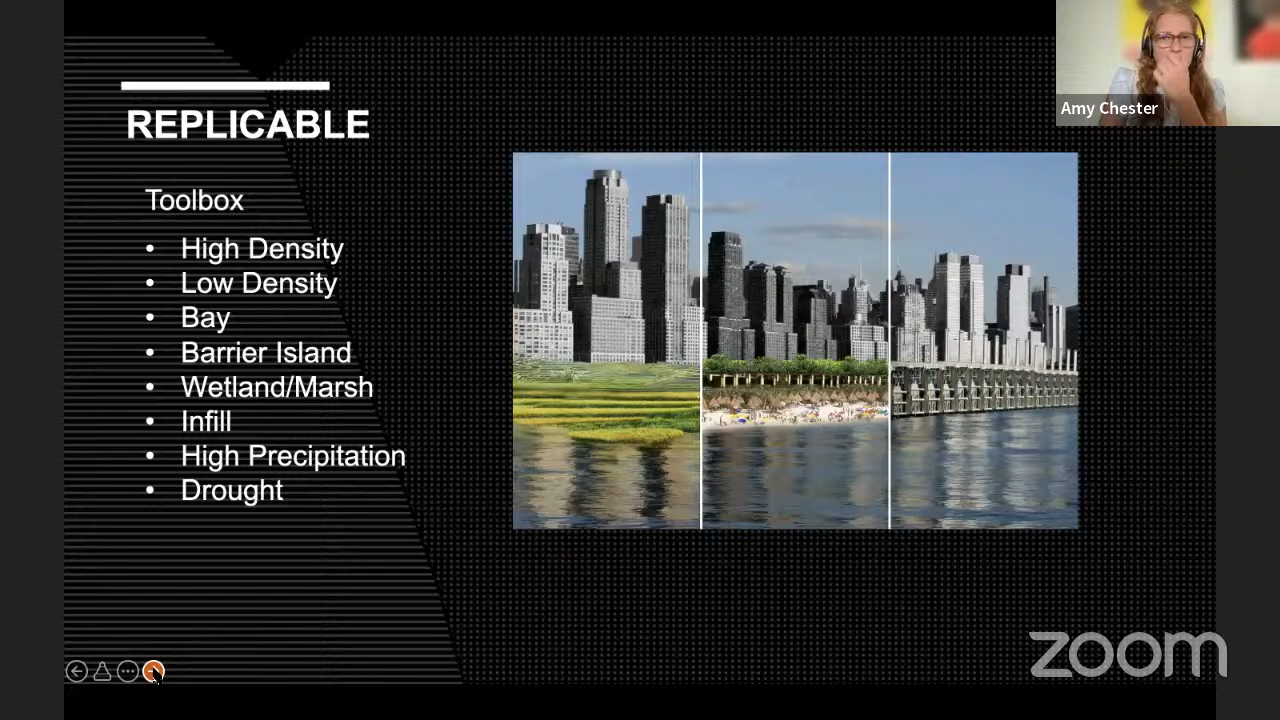 REPLICABLE
Toolbox
• High Density
• Low Density
• Bay
• Barrier Island
• Wetland/Marsh
• Infill
• High Precipitation
• Drought
Amy Chester
zoom